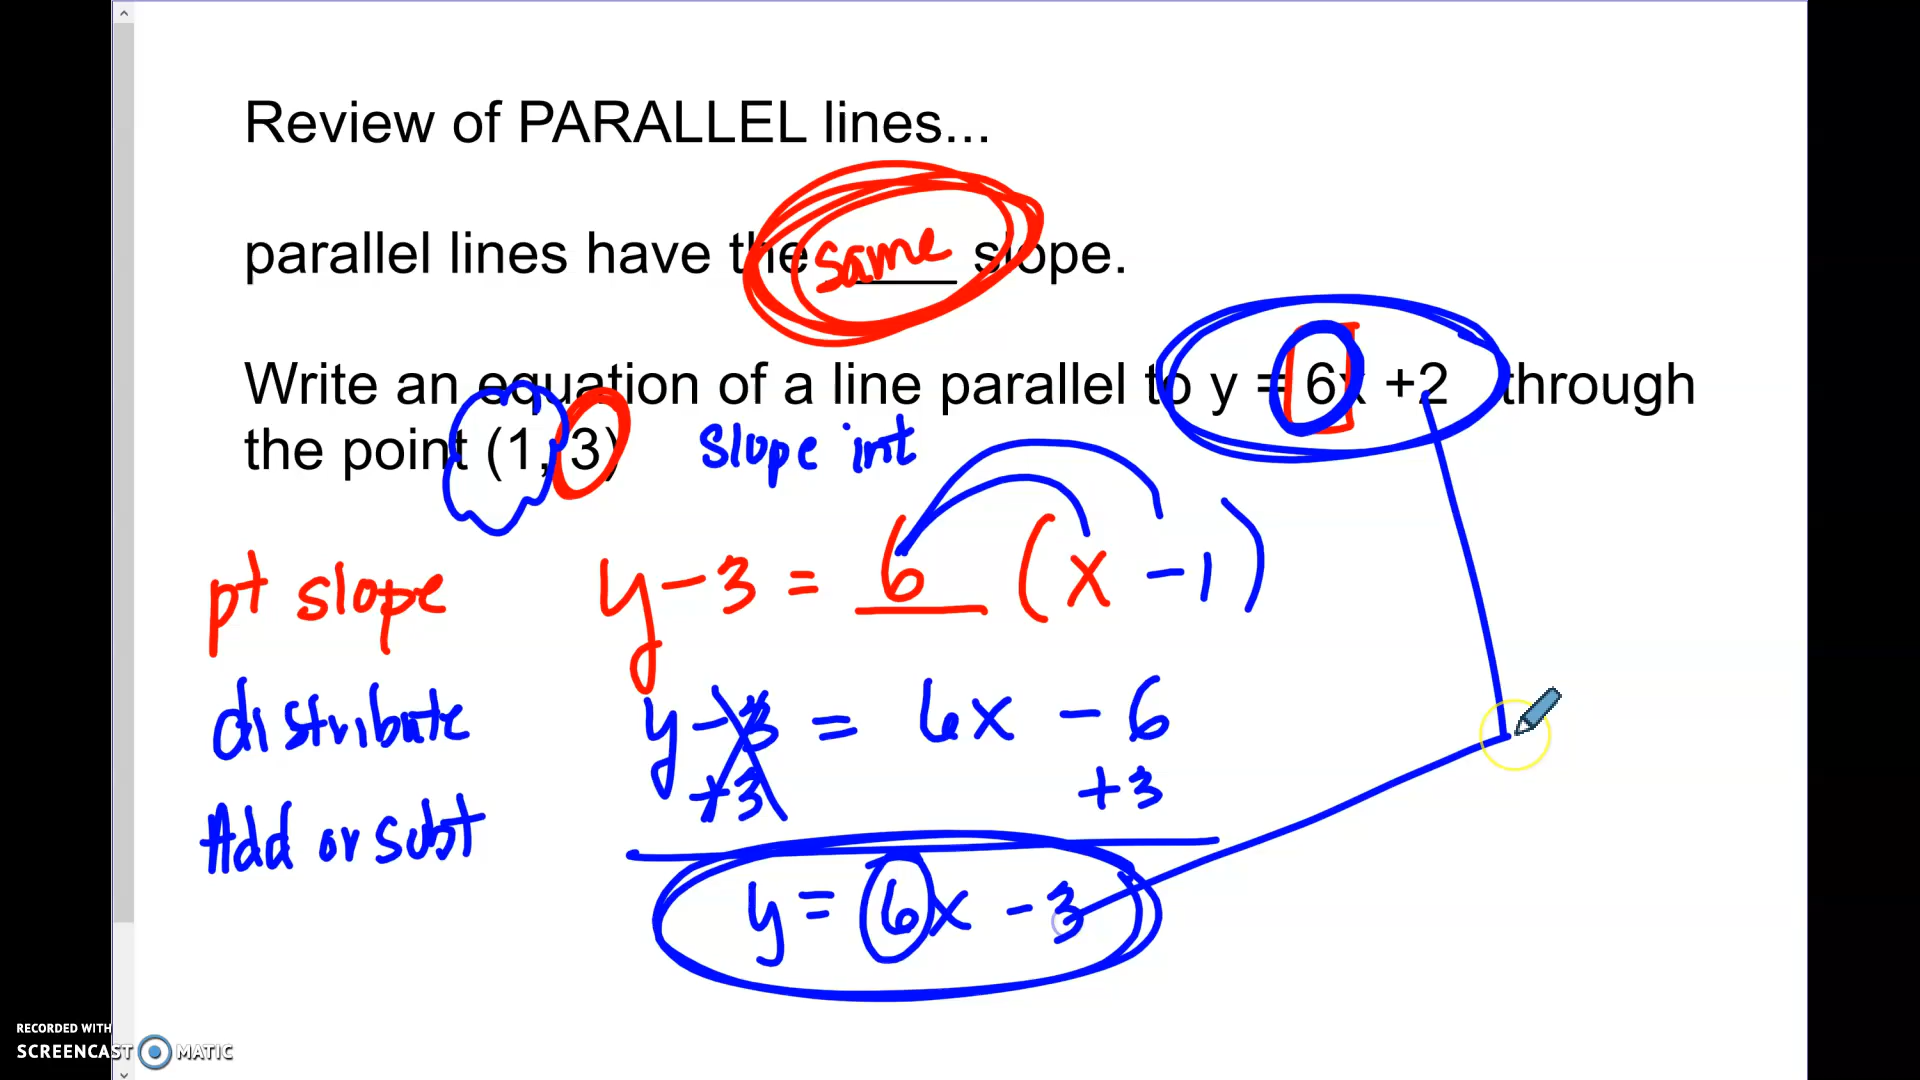 Review of PARALLEL lines...
parallel lines have the same slope.
Write an equation of a line parallel to y = 6x +2 through
the point (1, 3) slope int
pt slope y - 3 = 6 (x - 1)
distribute y - 3 = 6x - 6
+3 +3
Add or subt
y = 6x - 3
RECORDED WITH
SCREENCAST MATIC